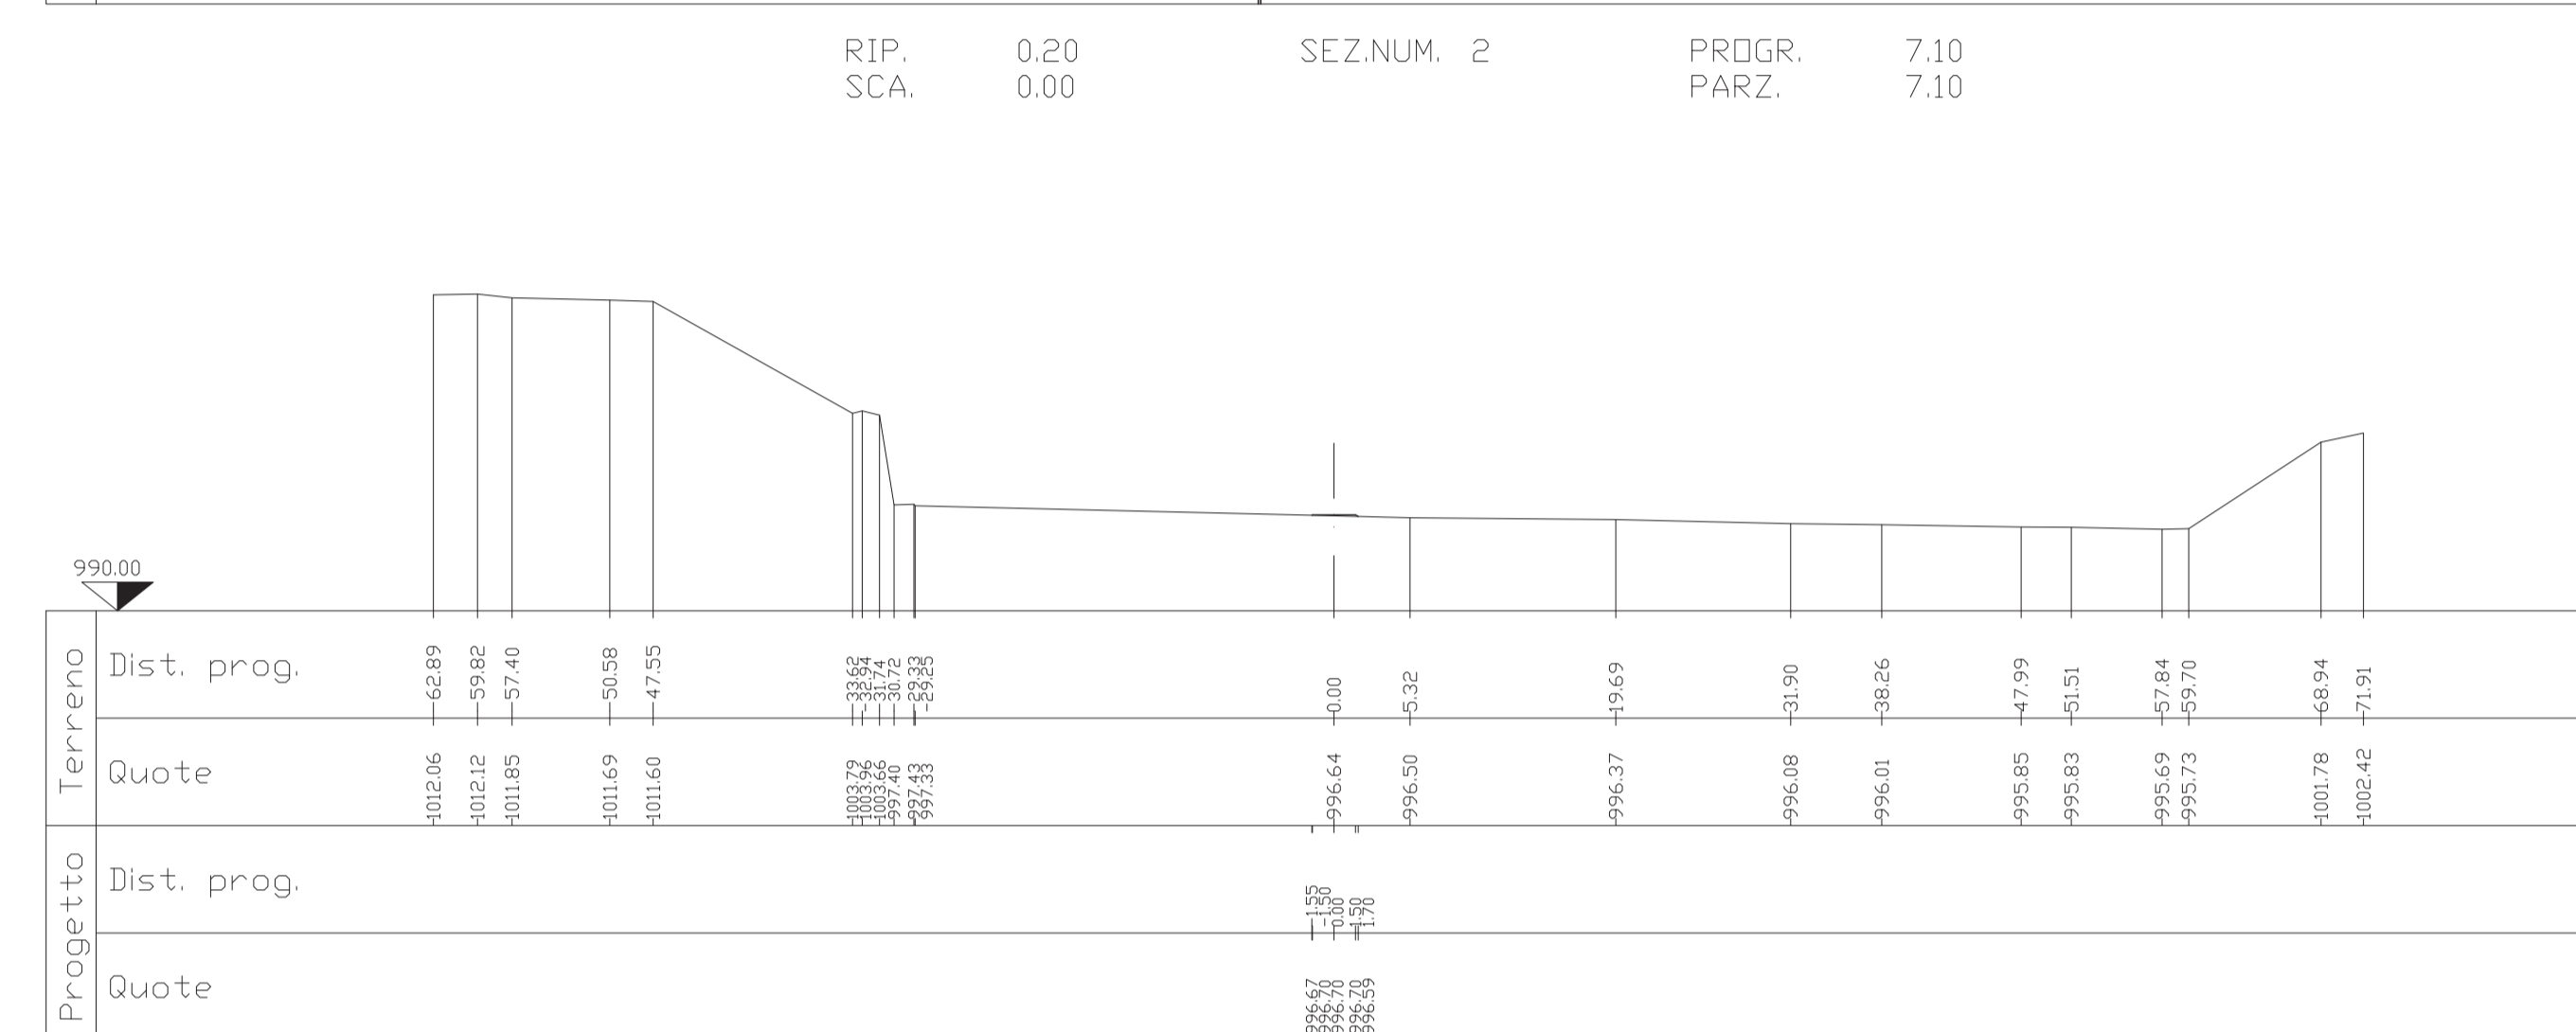 RIP. 0.20 SEZ.NUM. 2 PROGR. 7.10
SCA. 0.00 PARZ. 7.10
990.00
Terreno
Dist. prog. -62.89 -59.82 -57.40 -50.58 -47.55 -33.62 -32.94 -31.74 -30.72 -29.33 -29.25 0.00 5.32 19.69 31.90 38.26 47.99 51.51 57.84 59.70 68.94 71.91
Quote 1012.06 1012.12 1011.85 1011.69 1011.60 1003.79 1003.96 1003.66 997.40 997.43 997.33 996.64 996.50 996.37 996.08 996.01 995.85 995.83 995.69 995.73 1001.78 1002.42
Progetto
Dist. prog. -1.55 -1.50 0.00 1.50 1.70
Quote 996.67 996.70 996.70 996.70 996.59